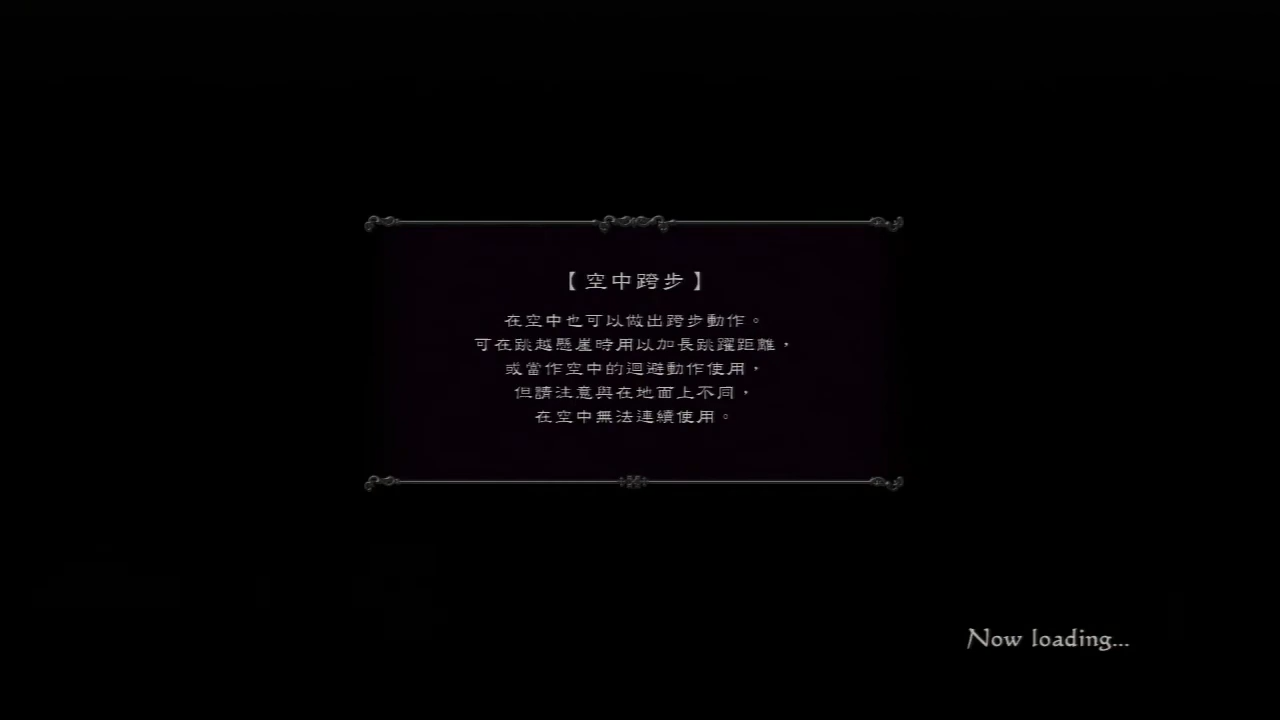 【空中跨步】
在空中也可以做出跨步動作。
可在跳越懸崖時用以加長跳躍距離，
或當作空中的迴避動作使用，
但請注意與在地面上不同，
在空中無法連續使用。
Now loading...